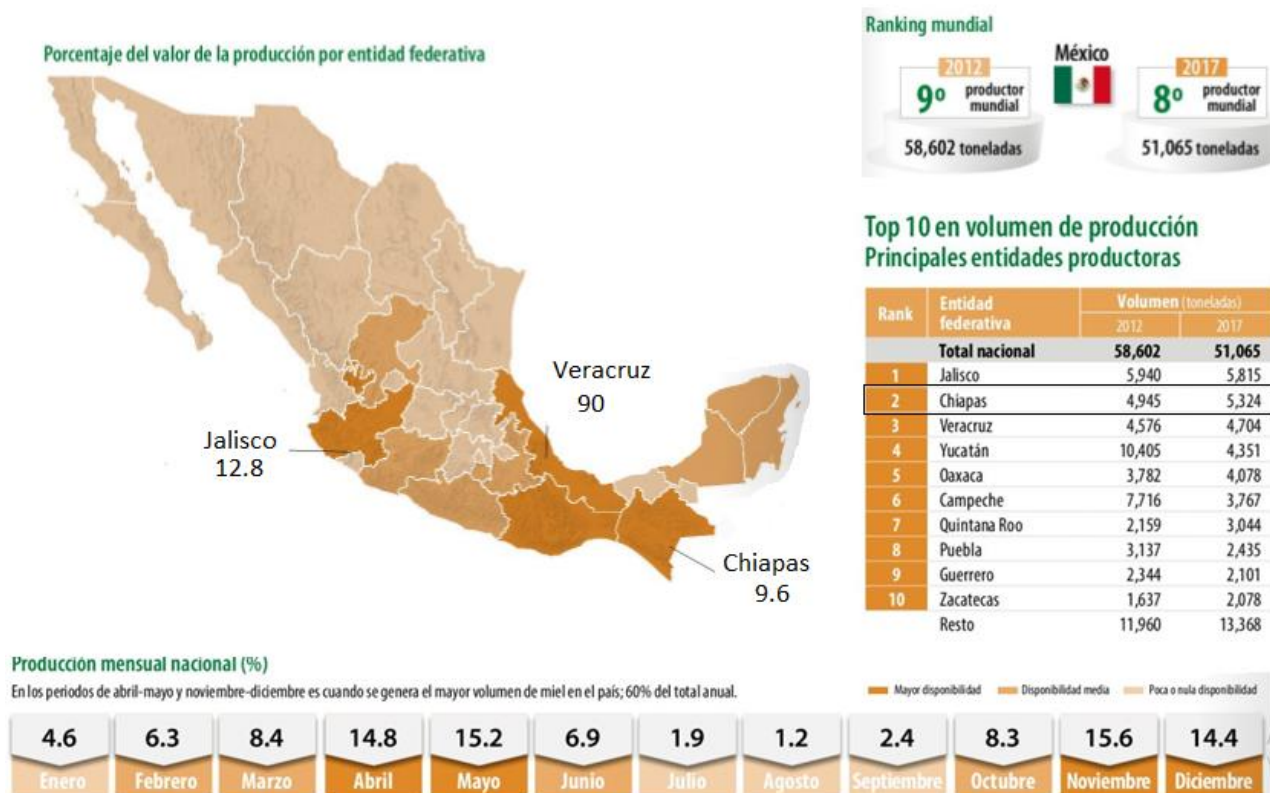 Porcentaje del valor de la producción por entidad federativa
Veracruz
90
Jalisco
12.8
Chiapas
9.6
Ranking mundial
México
2012
9º productor
mundial
58,602 toneladas
2017
8º productor
mundial
51,065 toneladas
Top 10 en volumen de producción
Principales entidades productoras
Rank Entidad federativa Volumen (toneladas)
2012 2017
Total nacional 58,602 51,065
1 Jalisco 5,940 5,815
2 Chiapas 4,945 5,324
3 Veracruz 4,576 4,704
4 Yucatán 10,405 4,351
5 Oaxaca 3,782 4,078
6 Campeche 7,716 3,767
7 Quintana Roo 2,159 3,044
8 Puebla 3,137 2,435
9 Guerrero 2,344 2,101
10 Zacatecas 1,637 2,078
Resto 11,960 13,368
Producción mensual nacional (%)
En los periodos de abril-mayo y noviembre-diciembre es cuando se genera el mayor volumen de miel en el país; 60% del total anual.
Mayor disponibilidad Disponibilidad media Poca o nula disponibilidad
4.6 6.3 8.4 14.8 15.2 6.9 1.9 1.2 2.4 8.3 15.6 14.4
Enero Febrero Marzo Abril Mayo Junio Julio Agosto Septiembre Octubre Noviembre Diciembre